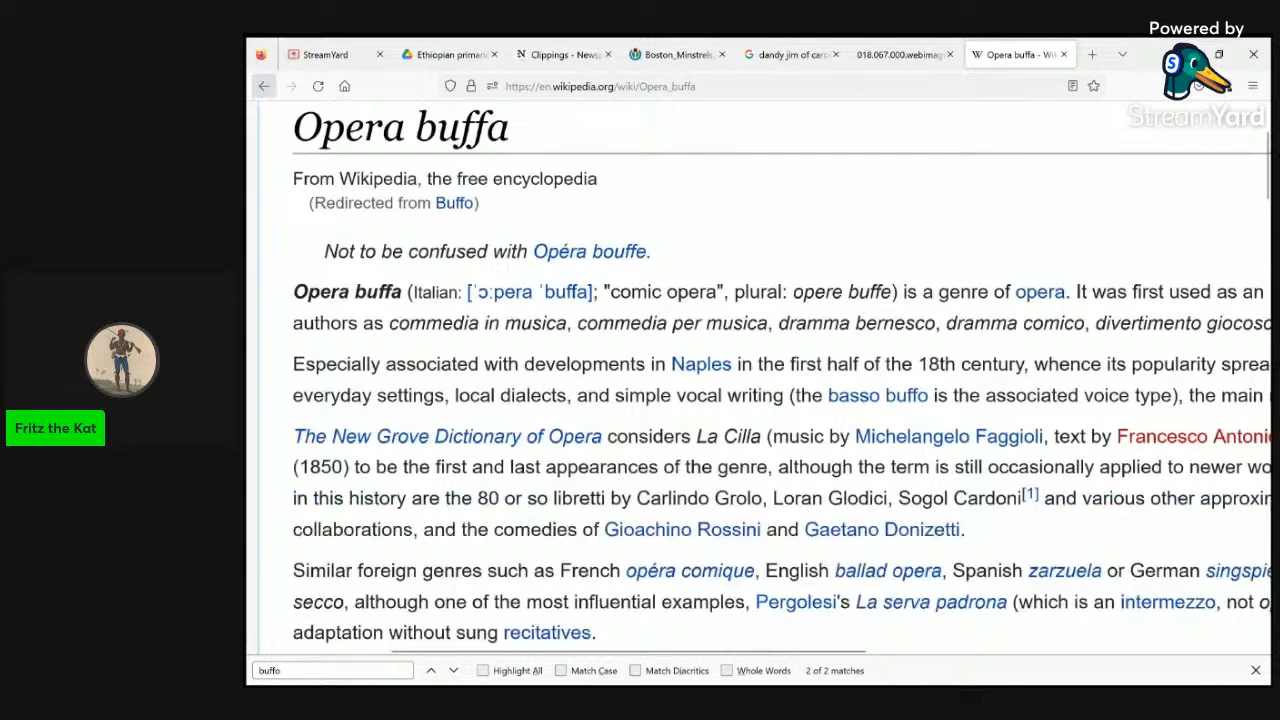 Powered by
StreamYard
StreamYard
Ethiopian primari
Clippings - News
Boston_Minstrels
dandy jim of carol
018.067.000.webimag
Opera buffa - Wi
https://en.wikipedia.org/wiki/Opera_buffa
Opera buffa
From Wikipedia, the free encyclopedia
(Redirected from Buffo)
Not to be confused with Opéra bouffe.
Opera buffa (Italian: [ˈɔːpera ˈbuffa]; "comic opera", plural: opere buffe) is a genre of opera. It was first used as an
authors as commedia in musica, commedia per musica, dramma bernesco, dramma comico, divertimento giocoso
Especially associated with developments in Naples in the first half of the 18th century, whence its popularity sprea
everyday settings, local dialects, and simple vocal writing (the basso buffo is the associated voice type), the main
The New Grove Dictionary of Opera considers La Cilla (music by Michelangelo Faggioli, text by Francesco Antoni
(1850) to be the first and last appearances of the genre, although the term is still occasionally applied to newer wo
in this history are the 80 or so libretti by Carlindo Grolo, Loran Glodici, Sogol Cardoni[1] and various other approxi
collaborations, and the comedies of Gioachino Rossini and Gaetano Donizetti.
Similar foreign genres such as French opéra comique, English ballad opera, Spanish zarzuela or German singspie
secco, although one of the most influential examples, Pergolesi's La serva padrona (which is an intermezzo, not o
adaptation without sung recitatives.
Fritz the Kat
buffo
Highlight All
Match Case
Match Diacritics
Whole Words
2 of 2 matches